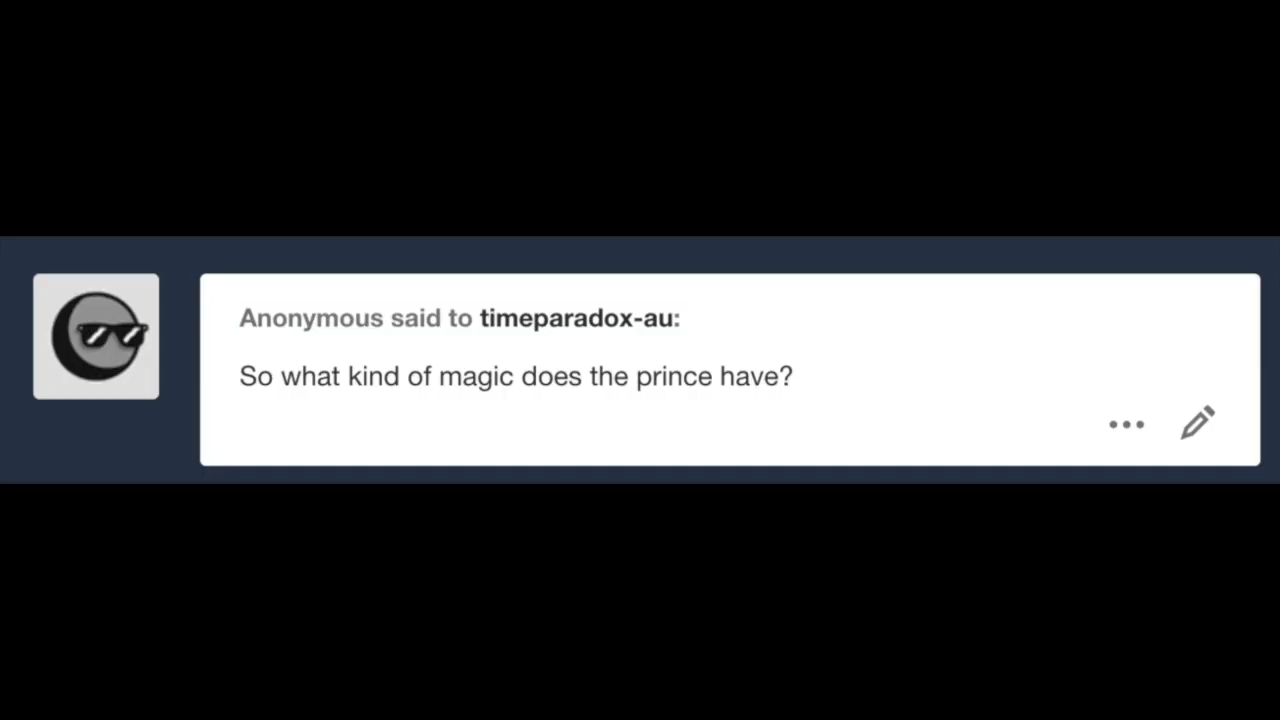 Anonymous said to timeparadox-au:
So what kind of magic does the prince have?